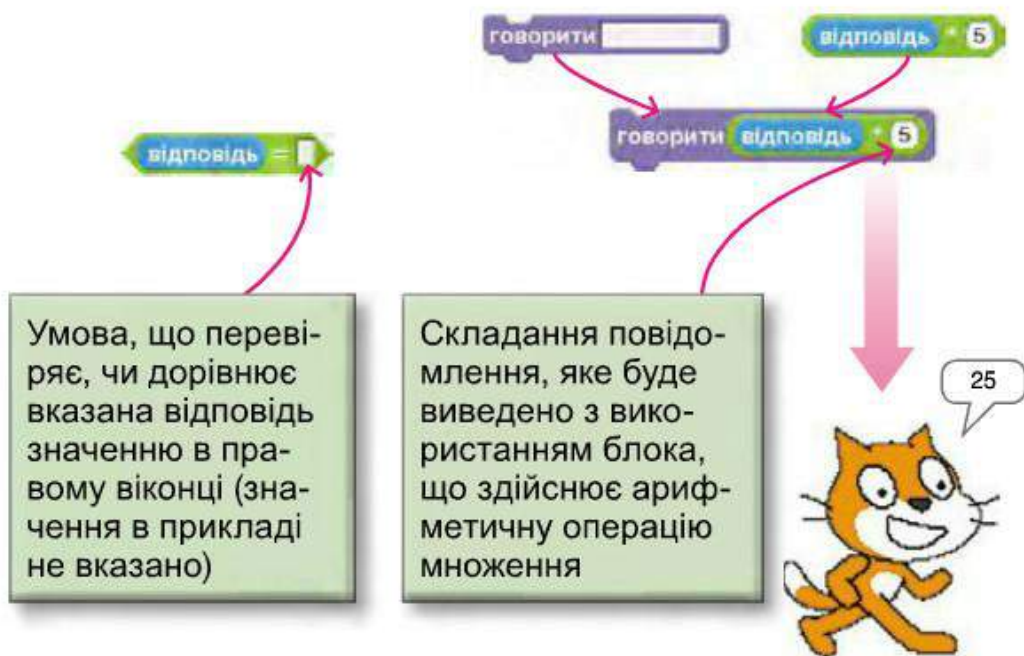 говорити
відповідь * 5
говорити відповідь * 5
відповідь =
Умова, що переві-
ряє, чи дорівнює
вказана відповідь
значенню в пра-
вому віконці (зна-
чення в прикладі
не вказано)
Складання повідо-
млення, яке буде
виведено з вико-
ристанням блока,
що здійснює ариф-
метичну операцію
множення
25